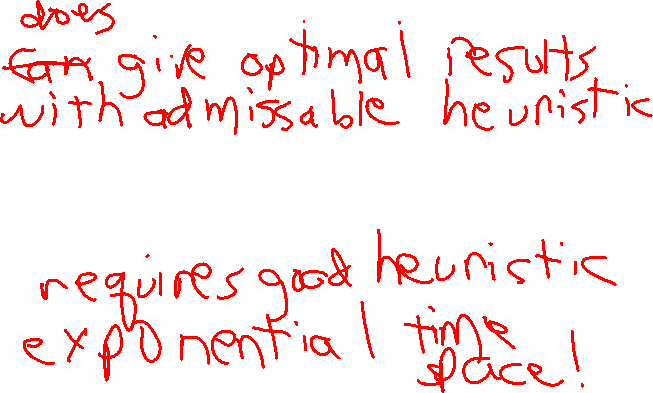 does
can give optimal results
with admissable heuristic
requires good heuristic
exponential time
space!